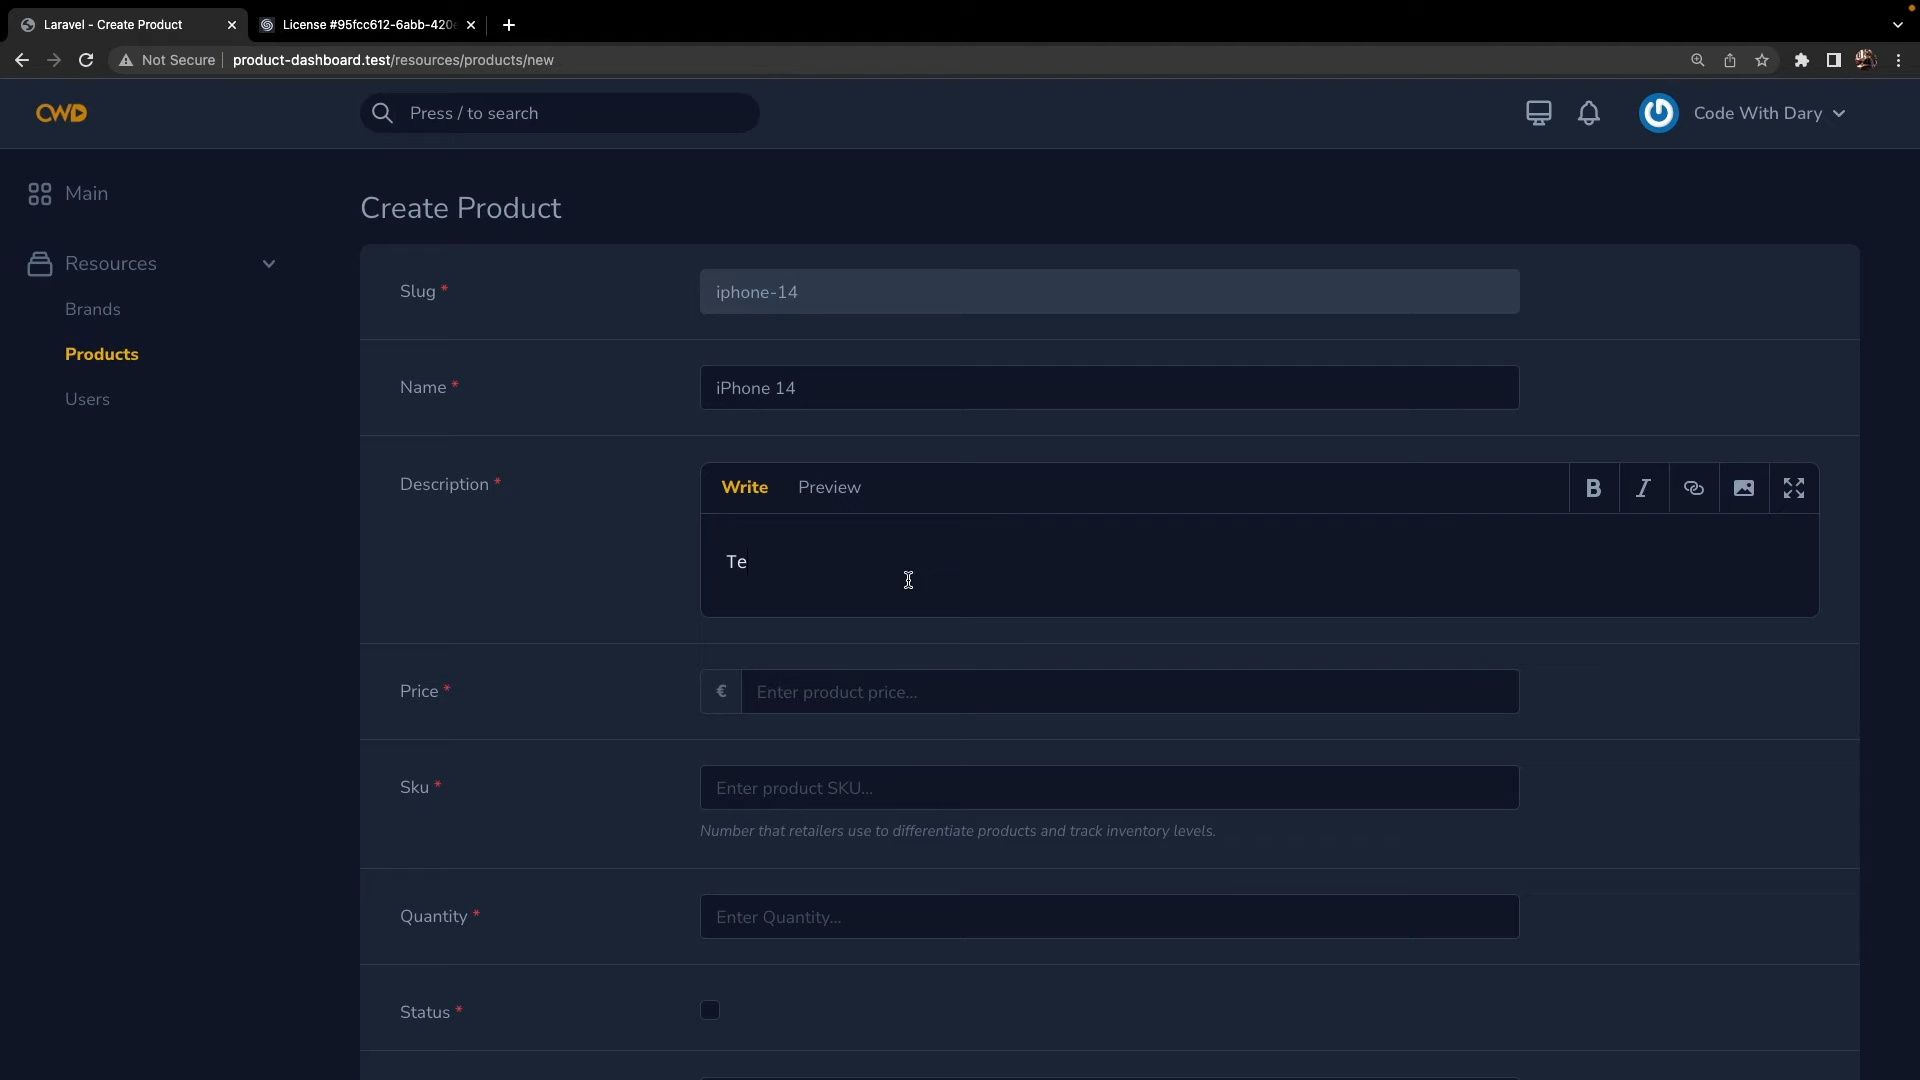 Laravel - Create Product
License #95fcc612-6abb-420
Not Secure
product-dashboard.test/resources/products/new
CWD
Press / to search
Code With Dary
Main
Resources
Brands
Products
Users
Create Product
Slug *
iphone-14
Name *
iPhone 14
Description *
Write Preview
B I
Te
Price *
€ Enter product price...
Sku *
Enter product SKU...
Number that retailers use to differentiate products and track inventory levels.
Quantity *
Enter Quantity...
Status *